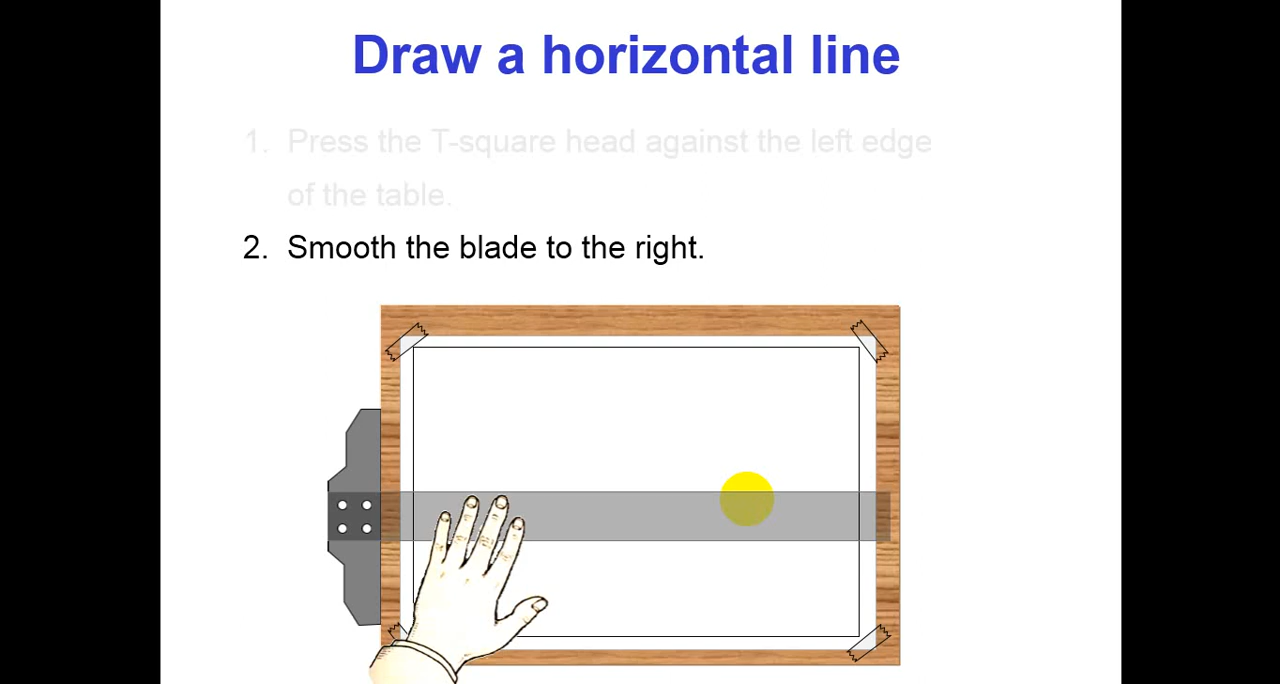 Draw a horizontal line
1. Press the T-square head against the left edge
of the table.
2. Smooth the blade to the right.